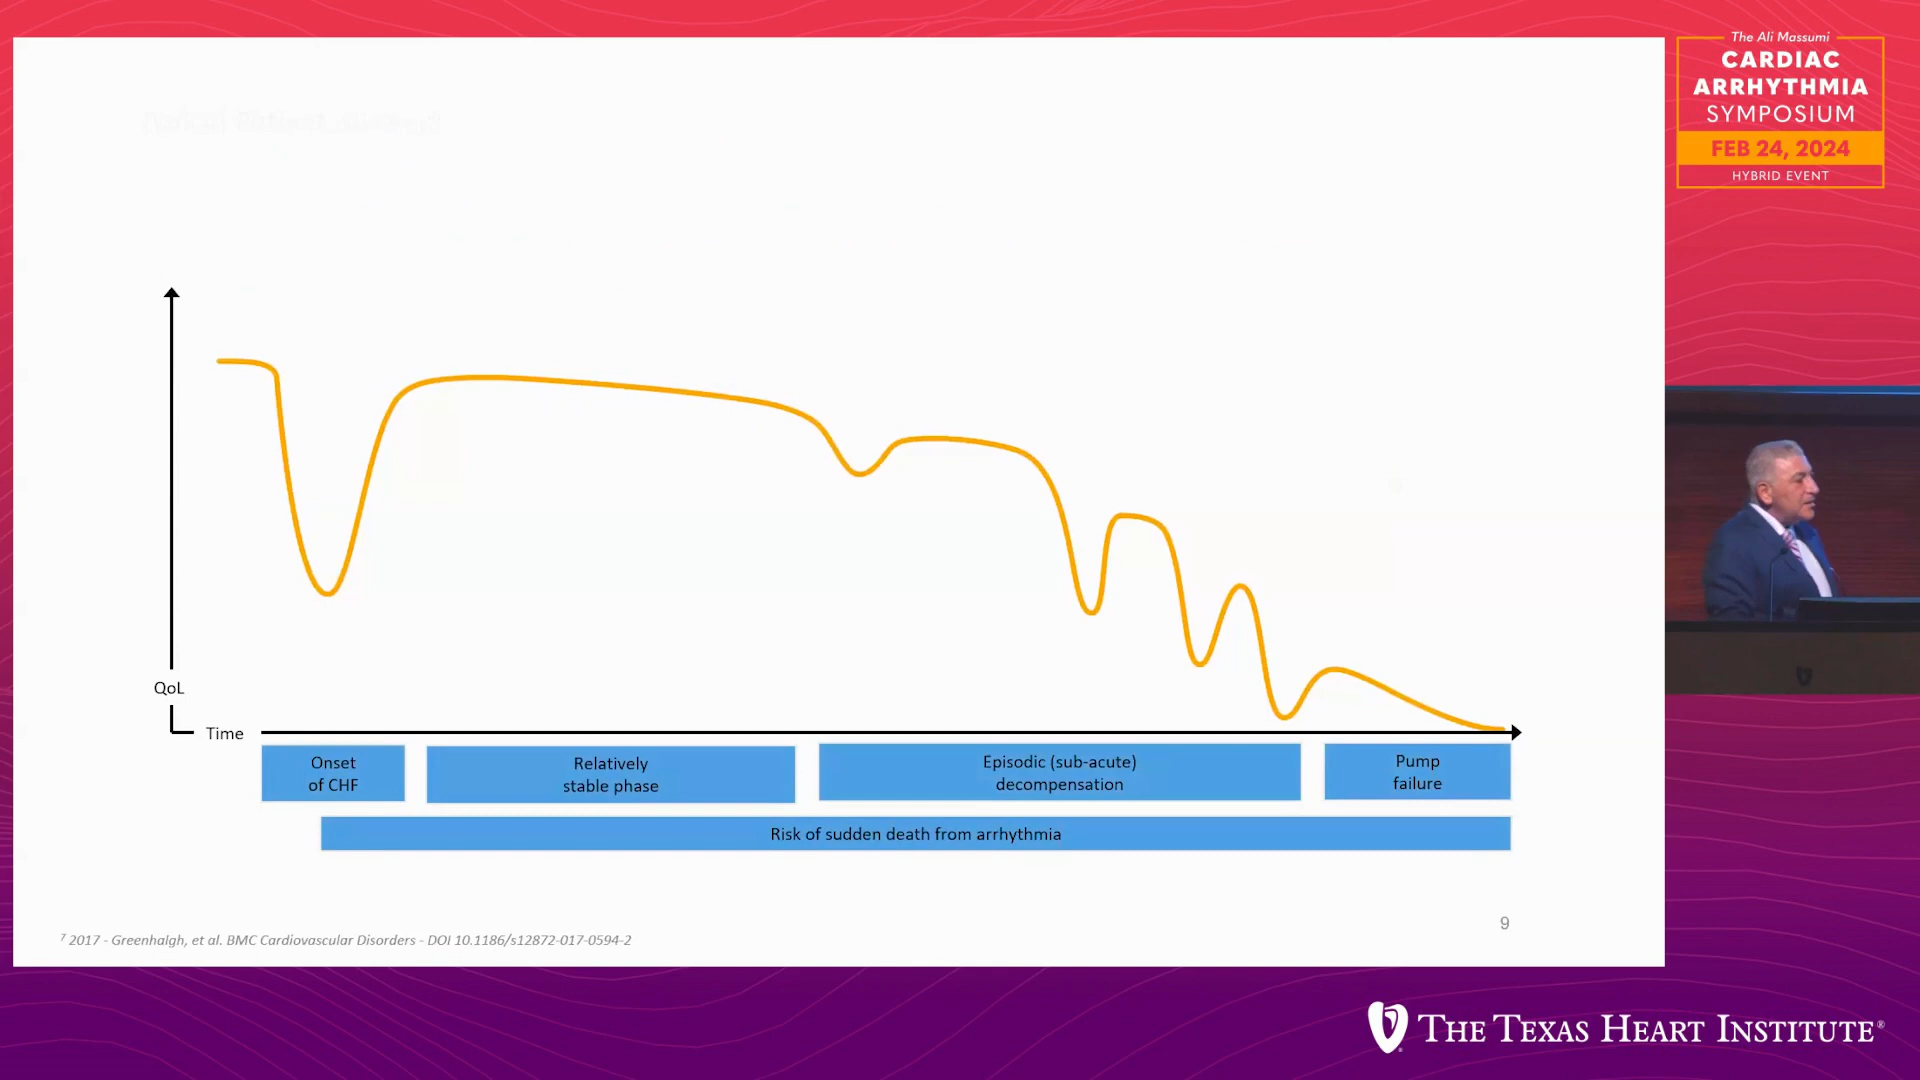 The Ali Massumi
CARDIAC
ARRHYTHMIA
SYMPOSIUM
FEB 24, 2024
HYBRID EVENT
QoL
Time
Onset
of CHF
Relatively
stable phase
Episodic (sub-acute)
decompensation
Pump
failure
Risk of sudden death from arrhythmia
9
7 2017 - Greenhalgh, et al. BMC Cardiovascular Disorders - DOI 10.1186/s12872-017-0594-2
THE TEXAS HEART INSTITUTE®